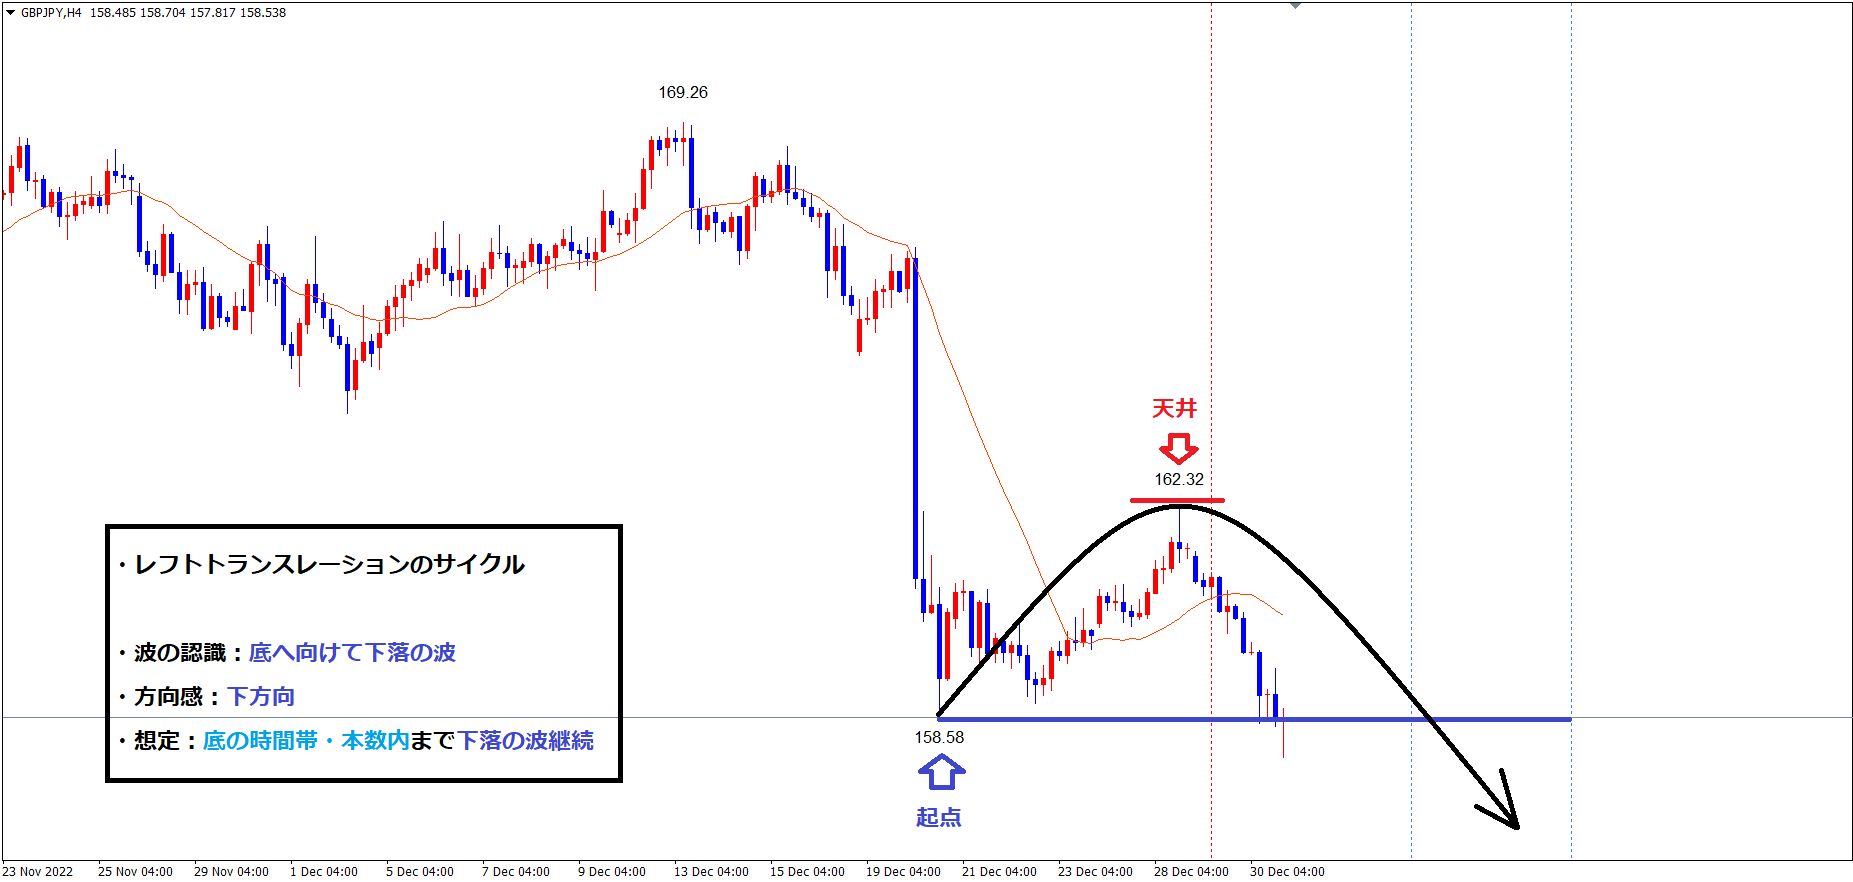 GBPJPY,H4 158.485 158.704 157.817 158.538
169.26
天井
162.32
・レフトトランスレーションのサイクル
・波の認識：底へ向けて下落の波
・方向感：下方向
・想定：底の時間帯・本数内まで下落の波継続
158.58
起点
23 Nov 2022 25 Nov 04:00 29 Nov 04:00 1 Dec 04:00 5 Dec 04:00 7 Dec 04:00 9 Dec 04:00 13 Dec 04:00 15 Dec 04:00 19 Dec 04:00 21 Dec 04:00 23 Dec 04:00 28 Dec 04:00 30 Dec 04:00